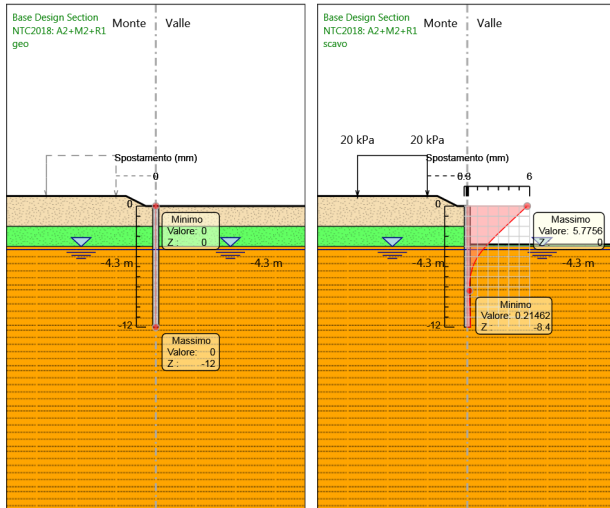 Base Design Section
NTC2018: A2+M2+R1
geo
Monte
Valle
Spostamento (mm)
0
0
Minimo
Valore: 0
Z : 0
-4.3 m
-4.3 m
-12
Massimo
Valore: 0
Z : -12
Base Design Section
NTC2018: A2+M2+R1
scavo
Monte
Valle
20 kPa
20 kPa
Spostamento (mm)
6
0
Massimo
Valore: 5.7756
Z : 0
-4.3 m
-4.3 m
Minimo
Valore: 0.21462
Z : -8.4
-12